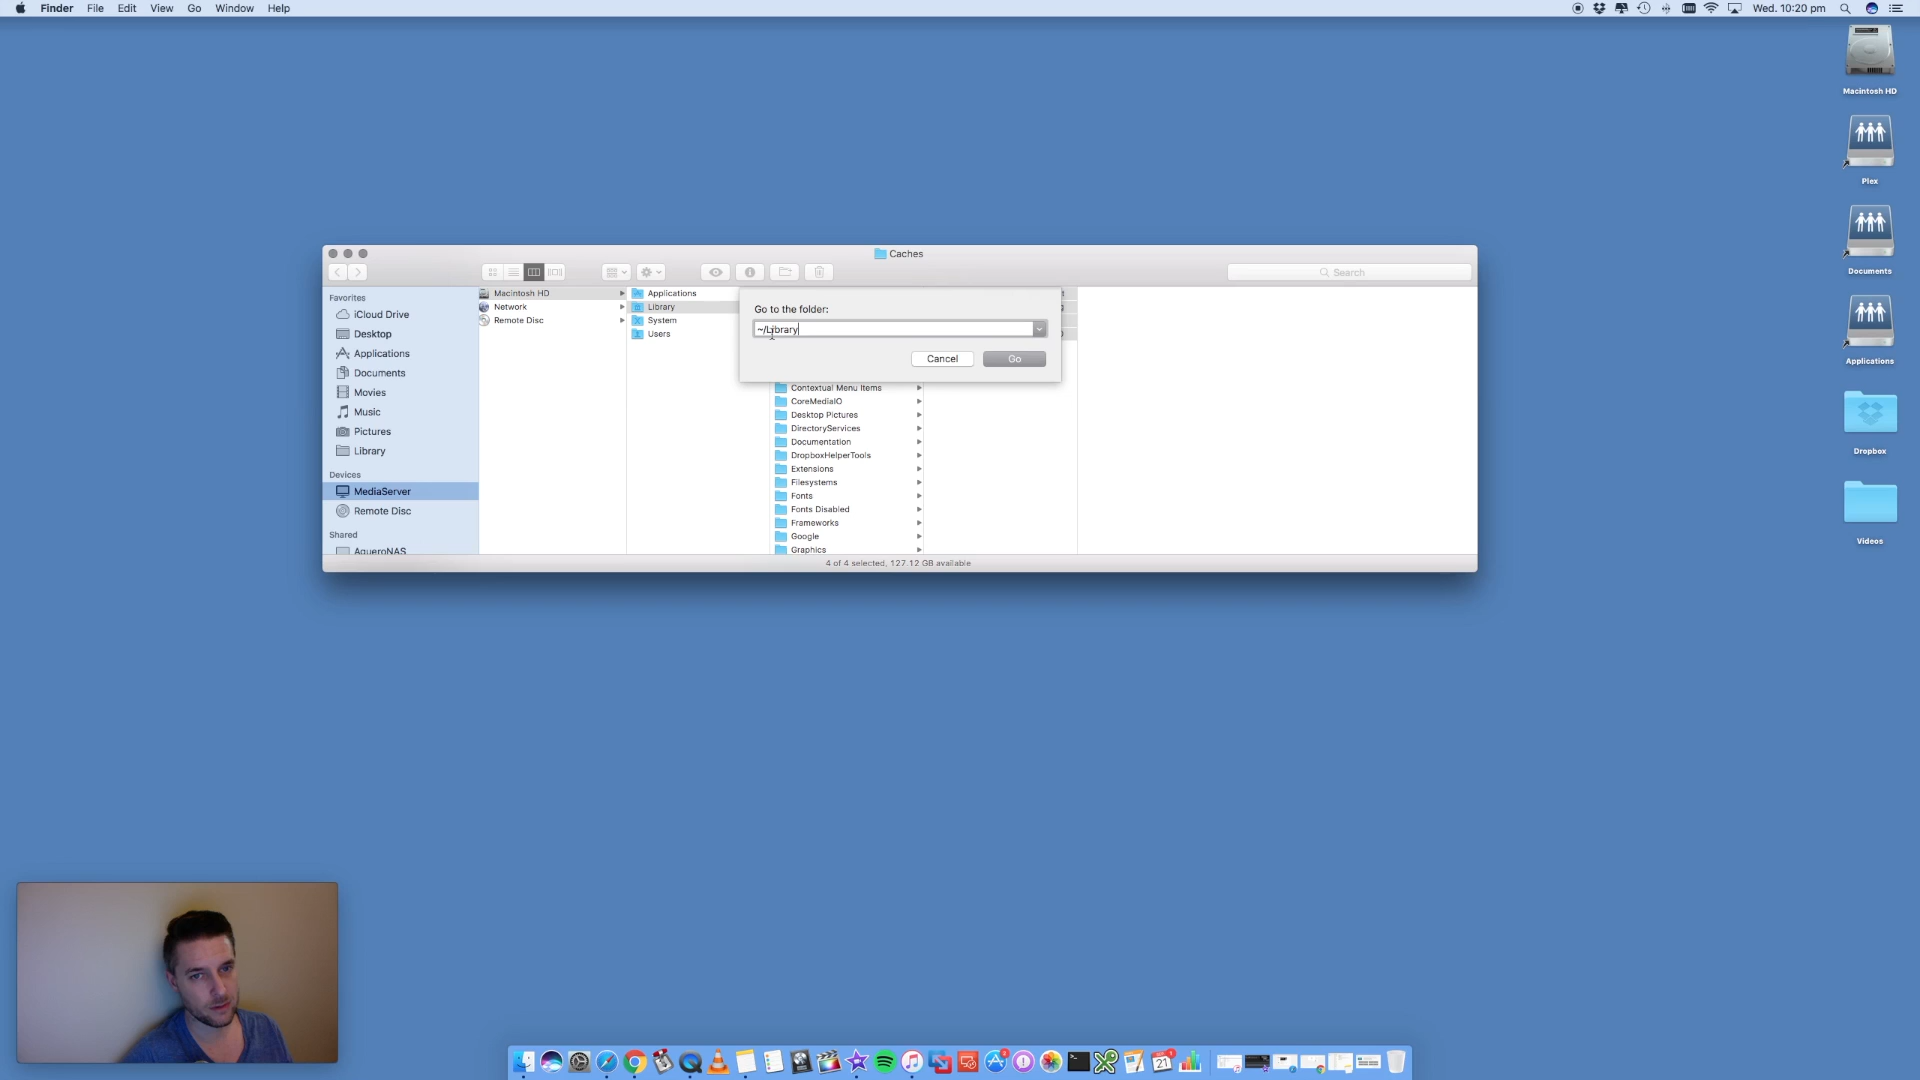 Finder File Edit View Go Window Help
Wed. 10:20 pm
Macintosh HD
Plex
Documents
Applications
Dropbox
Videos
Caches
Search
Favorites
iCloud Drive
Desktop
Applications
Documents
Movies
Music
Pictures
Library
Devices
MediaServer
Remote Disc
Shared
AgueroNAS
Macintosh HD
Network
Remote Disc
Applications
Library
System
Users
Go to the folder:
~/Library
Cancel
Go
Contextual Menu Items
CoreMediaIO
Desktop Pictures
DirectoryServices
Documentation
DropboxHelperTools
Extensions
Filesystems
Fonts
Fonts Disabled
Frameworks
Google
Graphics
4 of 4 selected, 127.12 GB available
21